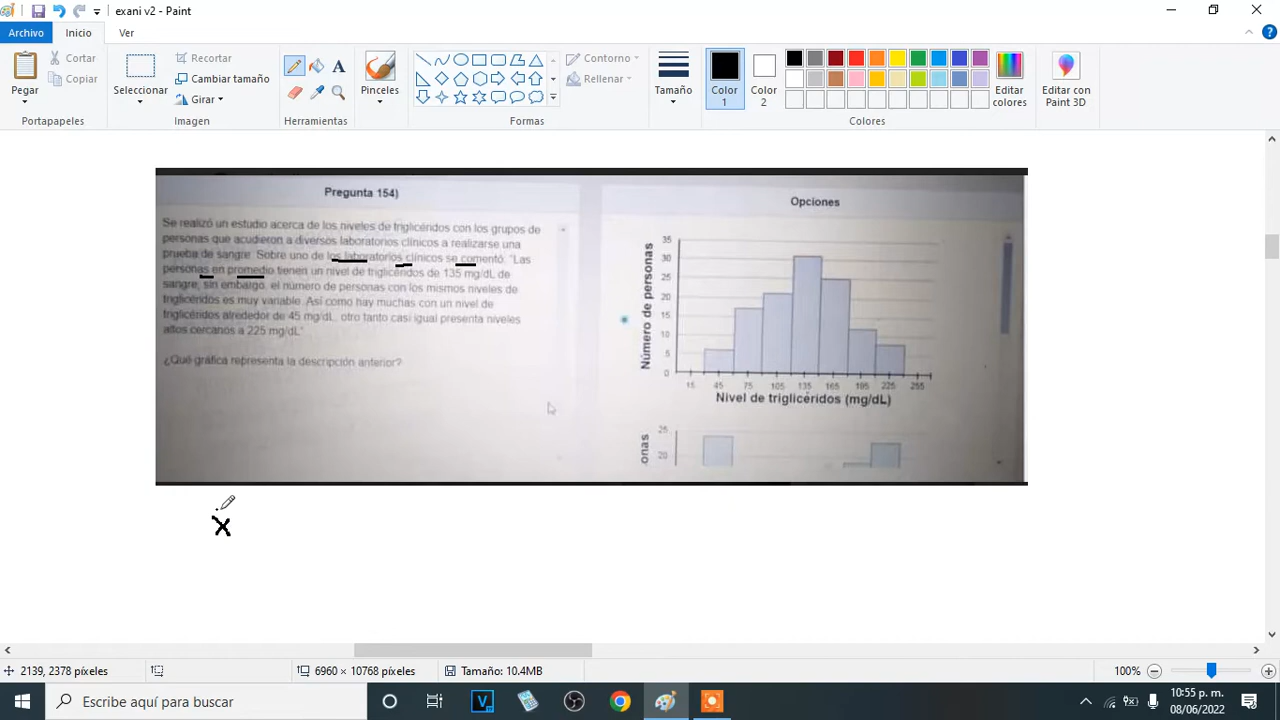 exani v2 - Paint
Archivo
Inicio
Ver
Pegar
Cortar
Copiar
Portapapeles
Seleccionar
Recortar
Cambiar tamaño
Girar
Imagen
Herramientas
Pinceles
Contorno
Rellenar
Formas
Tamaño
Color 1
Color 2
Editar colores
Editar con Paint 3D
Colores
Pregunta 154)
Se realizó un estudio acerca de los niveles de triglicéridos con los grupos de
personas que acudieron a diversos laboratorios clínicos a realizarse una
prueba de sangre. Sobre uno de los laboratorios clínicos se comentó: "Las
personas en promedio tienen un nivel de triglicéridos de 135 mg/dL de
sangre, sin embargo, el número de personas con los mismos niveles de
triglicéridos es muy variable. Así como hay muchas con un nivel de
triglicéridos alrededor de 45 mg/dL, otro tanto casi igual presenta niveles
altos cercanos a 225 mg/dL"
¿Qué gráfica representa la descripción anterior?
Opciones
Número de personas
35
30
25
20
15
10
5
0
15 45 75 105 135 165 195 225 255
Nivel de triglicéridos (mg/dL)
onas
25
20
x
2139, 2378 píxeles
6960 × 10768 píxeles
Tamaño: 10.4MB
100%
Escribe aquí para buscar
10:55 p. m.
08/06/2022